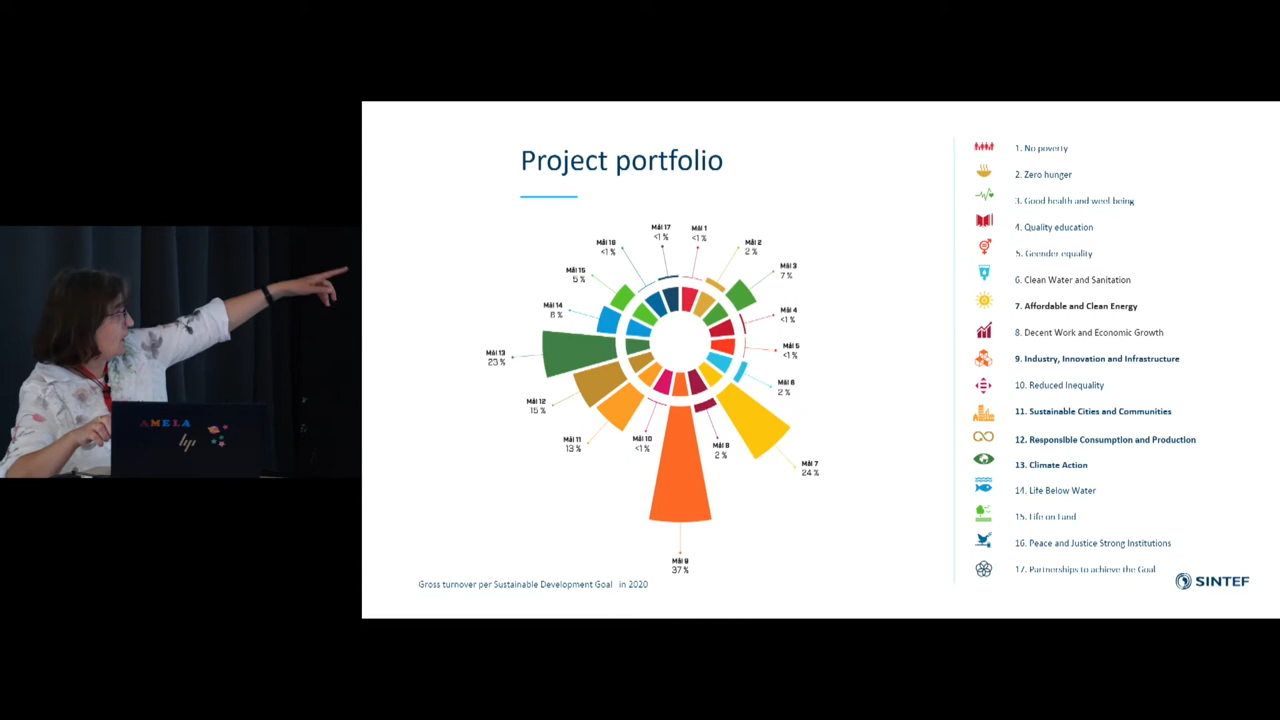 AMELA
hp
Project portfolio
Mål 17
<1 %
Mål 1
<1 %
Mål 16
<1 %
Mål 2
2 %
Mål 15
5 %
Mål 3
7 %
Mål 14
6 %
Mål 4
<1 %
Mål 13
23 %
Mål 5
<1 %
Mål 12
15 %
Mål 6
2 %
Mål 11
13 %
Mål 10
<1 %
Mål 8
2 %
Mål 7
24 %
Mål 9
37 %
Gross turnover per Sustainable Development Goal in 2020
1. No poverty
2. Zero hunger
3. Good health and weel being
4. Quality education
5. Geender equality
6. Clean Water and Sanitation
7. Affordable and Clean Energy
8. Decent Work and Economic Growth
9. Industry, Innovation and Infrastructure
10. Reduced Inequality
11. Sustainable Cities and Communities
12. Responsible Consumption and Production
13. Climate Action
14. Life Below Water
15. Life on Land
16. Peace and Justice Strong Institutions
17. Partnerships to achieve the Goal
SINTEF